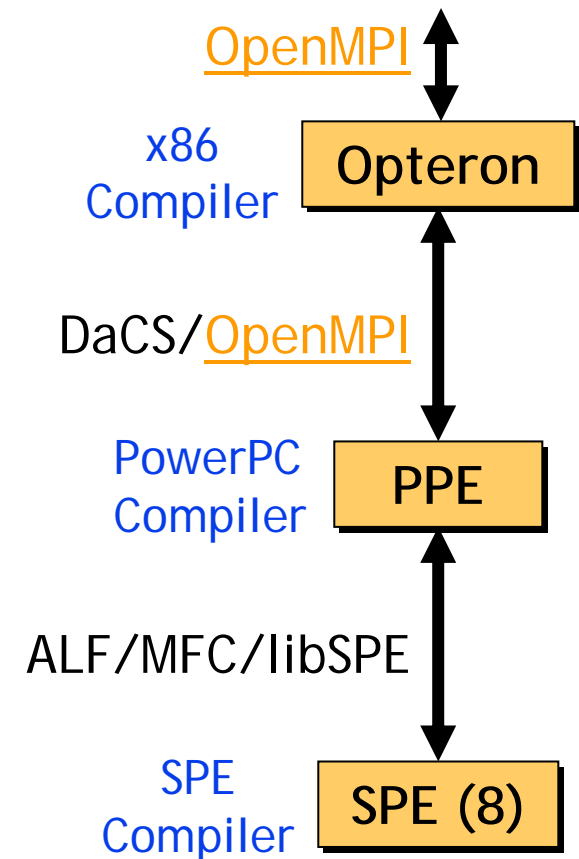 OpenMPI
x86
Compiler
Opteron
DaCS/OpenMPI
PowerPC
Compiler
PPE
ALF/MFC/libSPE
SPE
Compiler
SPE (8)